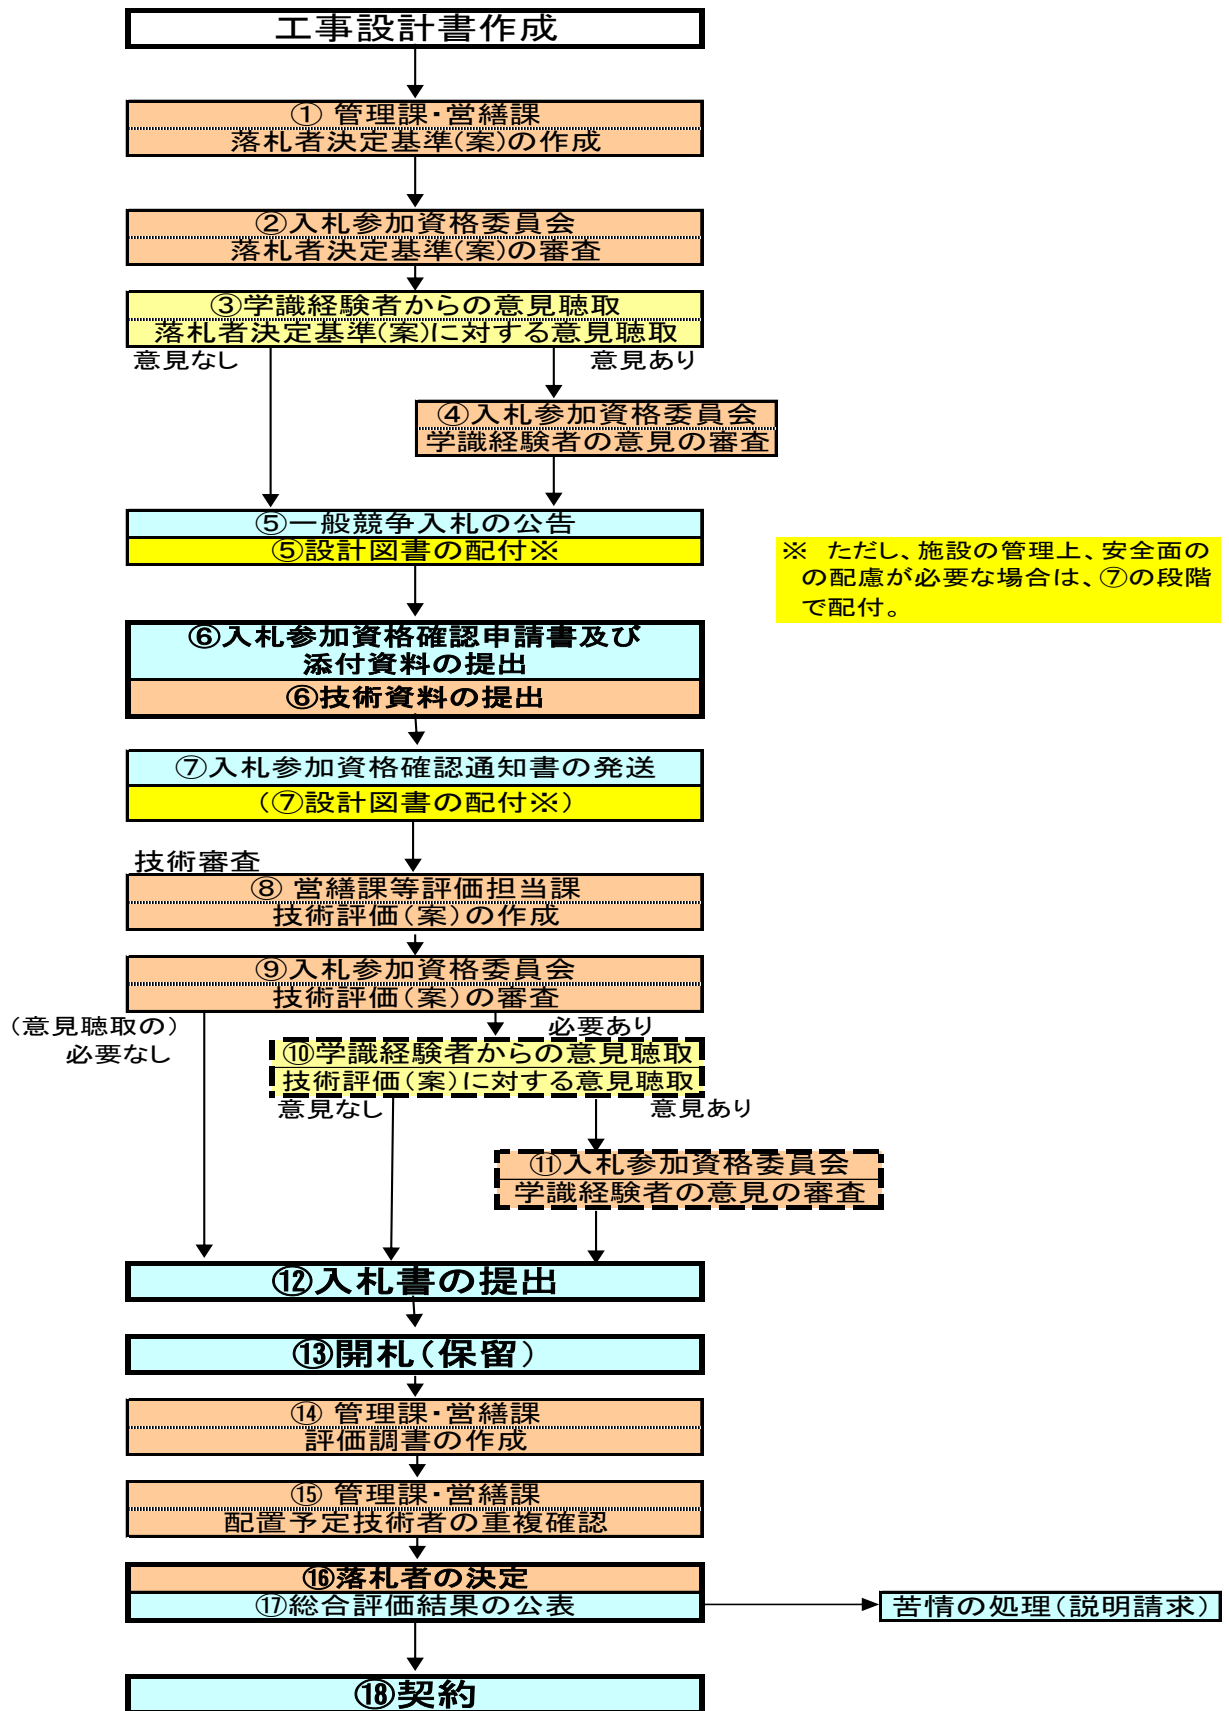 工事設計書作成
① 管理課・営繕課
落札者決定基準(案)の作成
②入札参加資格委員会
落札者決定基準(案)の審査
③学識経験者からの意見聴取
落札者決定基準(案)に対する意見聴取
意見なし
意見あり
④入札参加資格委員会
学識経験者の意見の審査
⑤一般競争入札の公告
⑤設計図書の配付※
※ ただし、施設の管理上、安全面の
の配慮が必要な場合は、⑦の段階
で配付。
⑥入札参加資格確認申請書及び
添付資料の提出
⑥技術資料の提出
⑦入札参加資格確認通知書の発送
(⑦設計図書の配付※)
技術審査
⑧ 営繕課等評価担当課
技術評価(案)の作成
⑨入札参加資格委員会
技術評価(案)の審査
(意見聴取の)
必要なし
必要あり
⑩学識経験者からの意見聴取
技術評価(案)に対する意見聴取
意見なし
意見あり
⑪入札参加資格委員会
学識経験者の意見の審査
⑫入札書の提出
⑬開札(保留)
⑭ 管理課・営繕課
評価調書の作成
⑮ 管理課・営繕課
配置予定技術者の重複確認
⑯落札者の決定
⑰総合評価結果の公表
苦情の処理(説明請求)
⑱契約